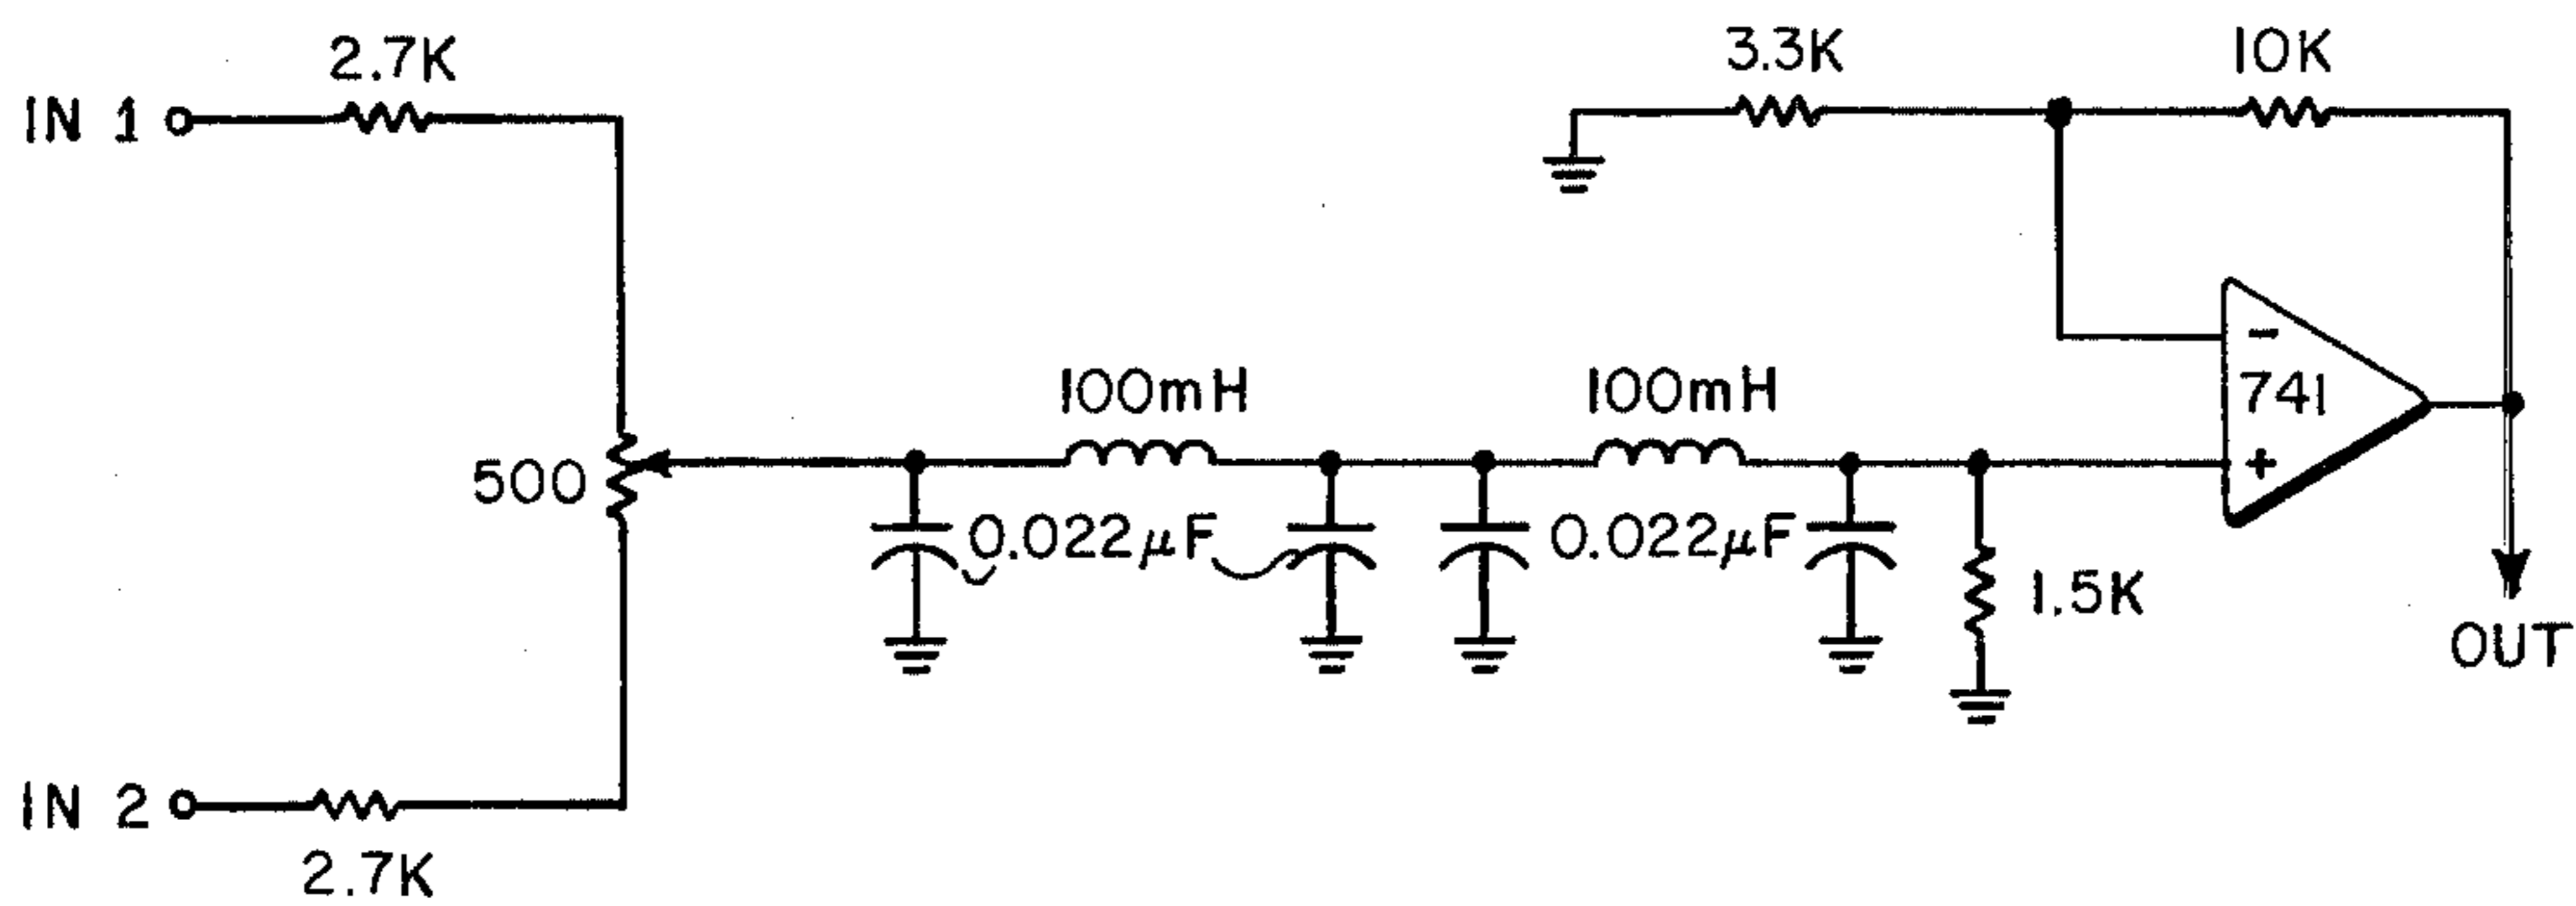 2.7K
IN 1
3.3K
10K
500
100mH
100mH
0.022µF
0.022µF
-
741
+
1.5K
OUT
IN 2
2.7K